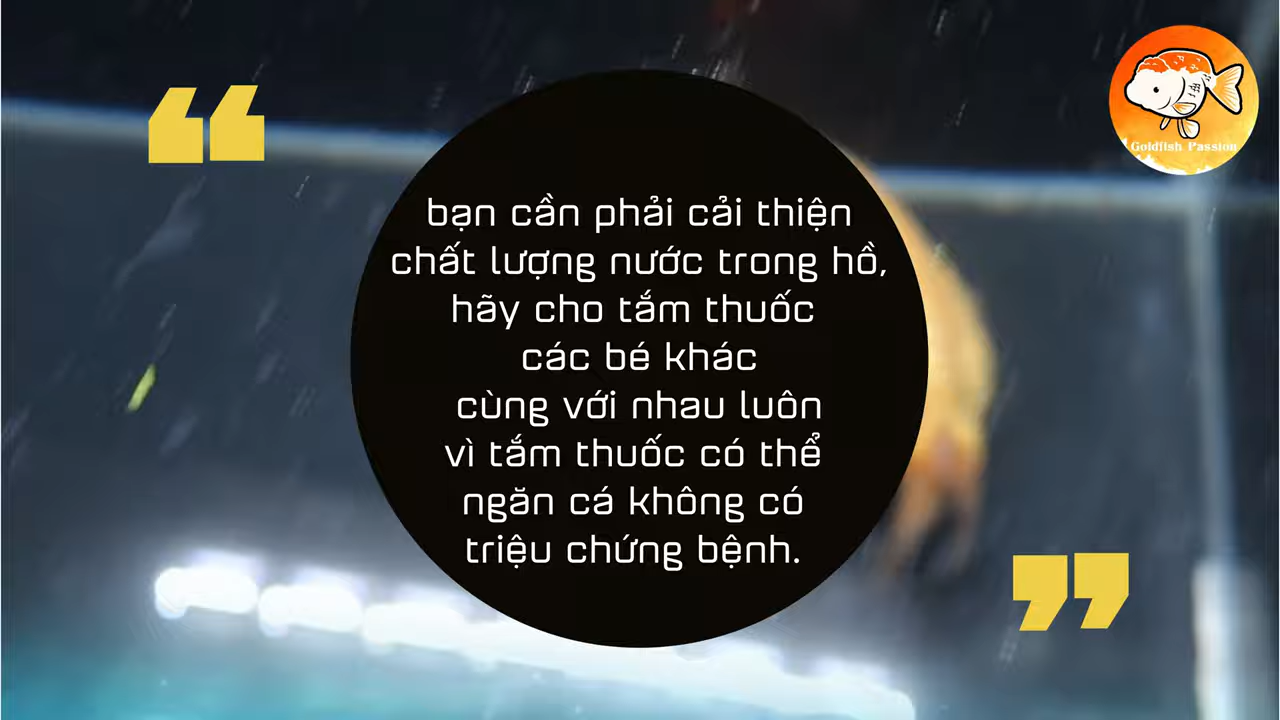 Goldfish Passion
“
bạn cần phải cải thiện
chất lượng nước trong hồ,
hãy cho tắm thuốc
các bé khác
cùng với nhau luôn
vì tắm thuốc có thể
ngăn cá không có
triệu chứng bệnh.
”